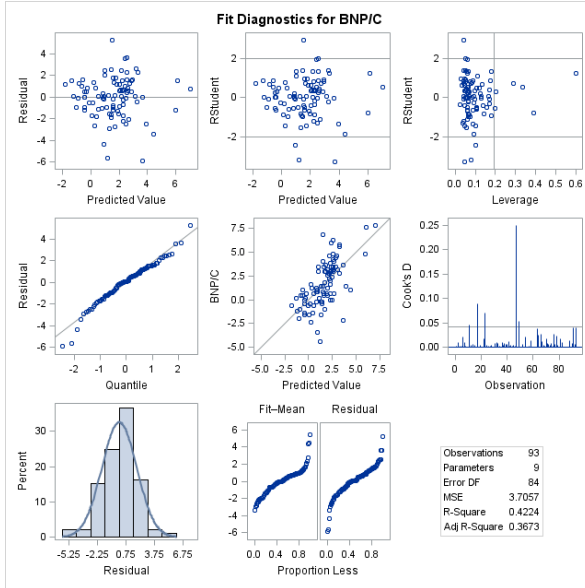 Fit Diagnostics for BNP/C
Residual
4
2
0
-2
-4
-6
-2 0 2 4 6
Predicted Value
RStudent
2
0
-2
-2 0 2 4 6
Predicted Value
RStudent
2
0
-2
0.0 0.1 0.2 0.3 0.4 0.5 0.6
Leverage
Residual
4
2
0
-2
-4
-6
-2 -1 0 1 2
Quantile
BNP/C
7.5
5.0
2.5
0.0
-2.5
-5.0
-5.0 -2.5 0.0 2.5 5.0 7.5
Predicted Value
Cook's D
0.25
0.20
0.15
0.10
0.05
0.00
0 20 40 60 80
Observation
Percent
30
20
10
0
-5.25 -2.25 0.75 3.75 6.75
Residual
Fit–Mean Residual
6
4
2
0
-2
-4
-6
0.0 0.4 0.8 0.0 0.4 0.8
Proportion Less
Observations 93
Parameters 9
Error DF 84
MSE 3.7057
R-Square 0.4224
Adj R-Square 0.3673